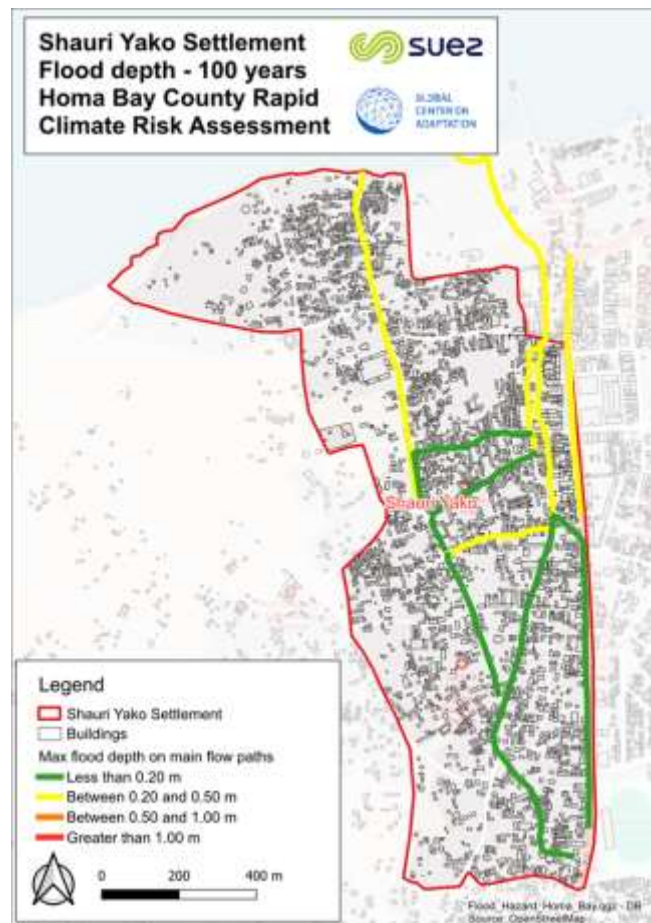 Shauri Yako Settlement
Flood depth - 100 years
Homa Bay County Rapid
Climate Risk Assessment
suez
GLOBAL
CENTER ON
ADAPTATION
Shauri Yako
Legend
Shauri Yako Settlement
Buildings
Max flood depth on main flow paths
Less than 0.20 m
Between 0.20 and 0.50 m
Between 0.50 and 1.00 m
Greater than 1.00 m
0 200 400 m
Flood_Hazard_Homa_Bay.qgz - DB
Source: OpenStreetMap